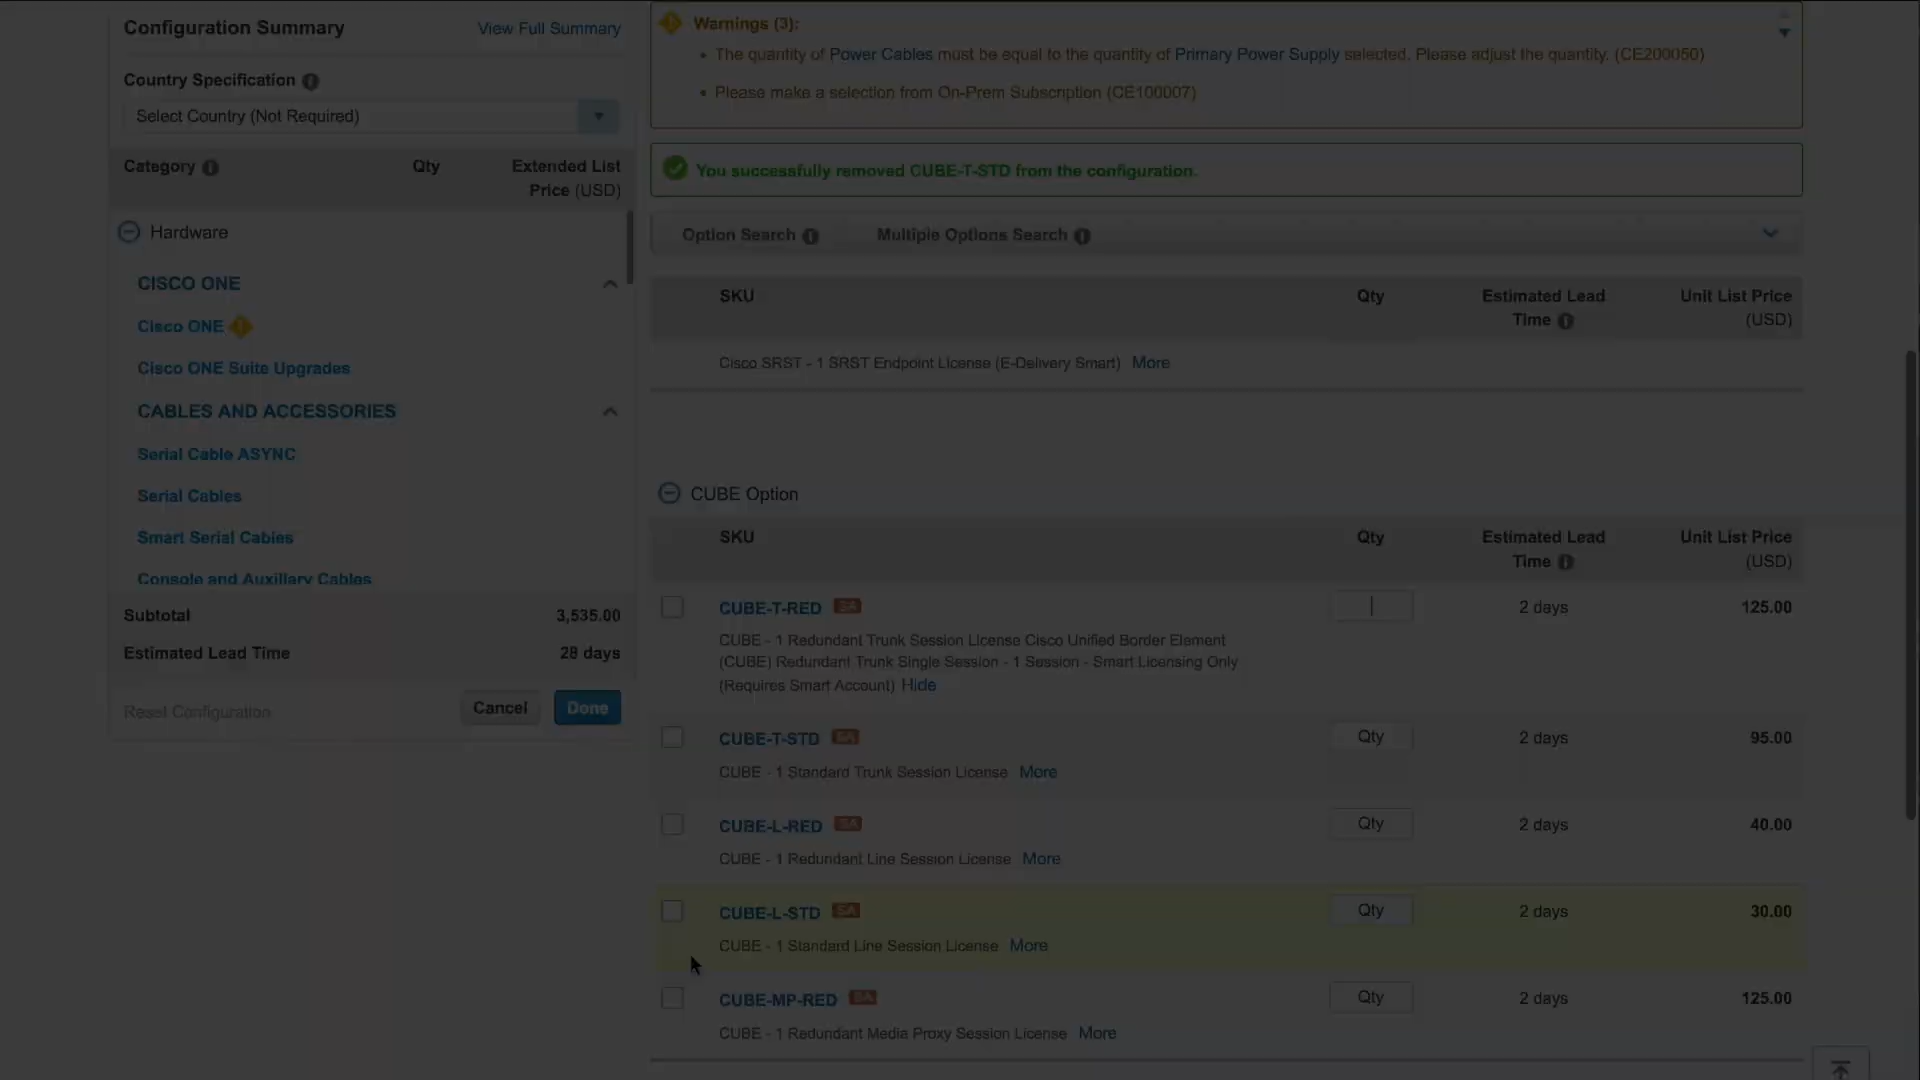 Configuration Summary
View Full Summary
Country Specification
Select Country (Not Required)
Category
Qty
Extended List
Price (USD)
Hardware
CISCO ONE
Cisco ONE
Cisco ONE Suite Upgrades
CABLES AND ACCESSORIES
Serial Cable ASYNC
Serial Cables
Smart Serial Cables
Console and Auxiliary Cables
Subtotal 3,535.00
Estimated Lead Time 28 days
Reset Configuration
Cancel
Done
Warnings (3):
• The quantity of Power Cables must be equal to the quantity of Primary Power Supply selected. Please adjust the quantity. (CE200050)
• Please make a selection from On-Prem Subscription (CE100007)
You successfully removed CUBE-T-STD from the configuration.
Option Search
Multiple Options Search
SKU
Qty
Estimated Lead
Time
Unit List Price
(USD)
Cisco SRST - 1 SRST Endpoint License (E-Delivery Smart) More
CUBE Option
SKU
Qty
Estimated Lead
Time
Unit List Price
(USD)
CUBE-T-RED SA 2 days 125.00
CUBE - 1 Redundant Trunk Session License Cisco Unified Border Element
(CUBE) Redundant Trunk Single Session - 1 Session - Smart Licensing Only
(Requires Smart Account) Hide
CUBE-T-STD SA Qty 2 days 95.00
CUBE - 1 Standard Trunk Session License More
CUBE-L-RED SA Qty 2 days 40.00
CUBE - 1 Redundant Line Session License More
CUBE-L-STD SA Qty 2 days 30.00
CUBE - 1 Standard Line Session License More
CUBE-MP-RED SA Qty 2 days 125.00
CUBE - 1 Redundant Media Proxy Session License More